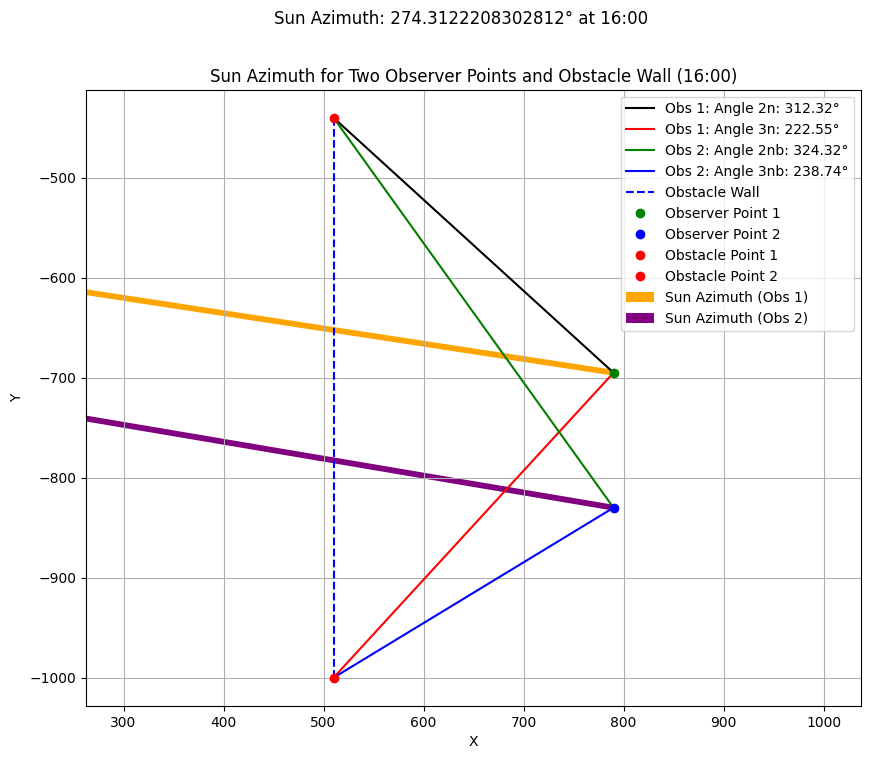 Sun Azimuth: 274.3122208302812° at 16:00
Sun Azimuth for Two Observer Points and Obstacle Wall (16:00)
Obs 1: Angle 2n: 312.32°
Obs 1: Angle 3n: 222.55°
Obs 2: Angle 2nb: 324.32°
Obs 2: Angle 3nb: 238.74°
Obstacle Wall
Observer Point 1
Observer Point 2
Obstacle Point 1
Obstacle Point 2
Sun Azimuth (Obs 1)
Sun Azimuth (Obs 2)
Y
−500
−600
−700
−800
−900
−1000
300 400 500 600 700 800 900 1000
X